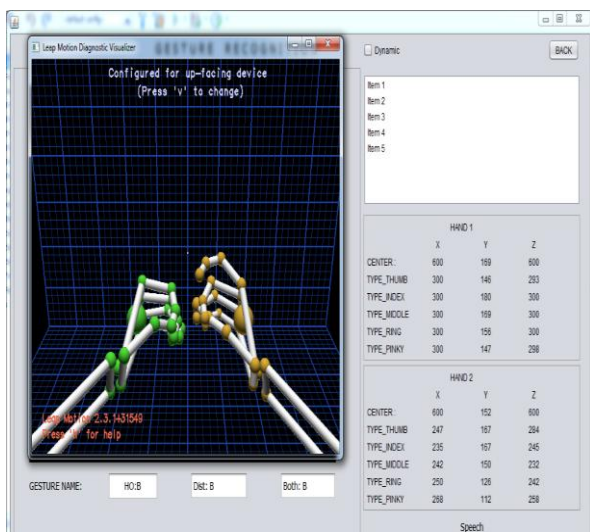 Leap Motion Diagnostic Visualizer
GESTURE
Configured for up-facing device
(Press 'v' to change)
Leap Motion 2.3.1+31549
Press 'h' for help
GESTURE NAME: HO:B Dist: B Both: B
Dynamic BACK
Item 1
Item 2
Item 3
Item 4
Item 5
HAND 1
X Y Z
CENTER : 600 169 600
TYPE_THUMB 300 146 293
TYPE_INDEX 300 180 300
TYPE_MIDDLE 300 169 300
TYPE_RING 300 156 300
TYPE_PINKY 300 147 298
HAND 2
X Y Z
CENTER : 600 152 600
TYPE_THUMB 247 167 284
TYPE_INDEX 235 167 245
TYPE_MIDDLE 242 150 232
TYPE_RING 250 126 242
TYPE_PINKY 268 112 258
Speech